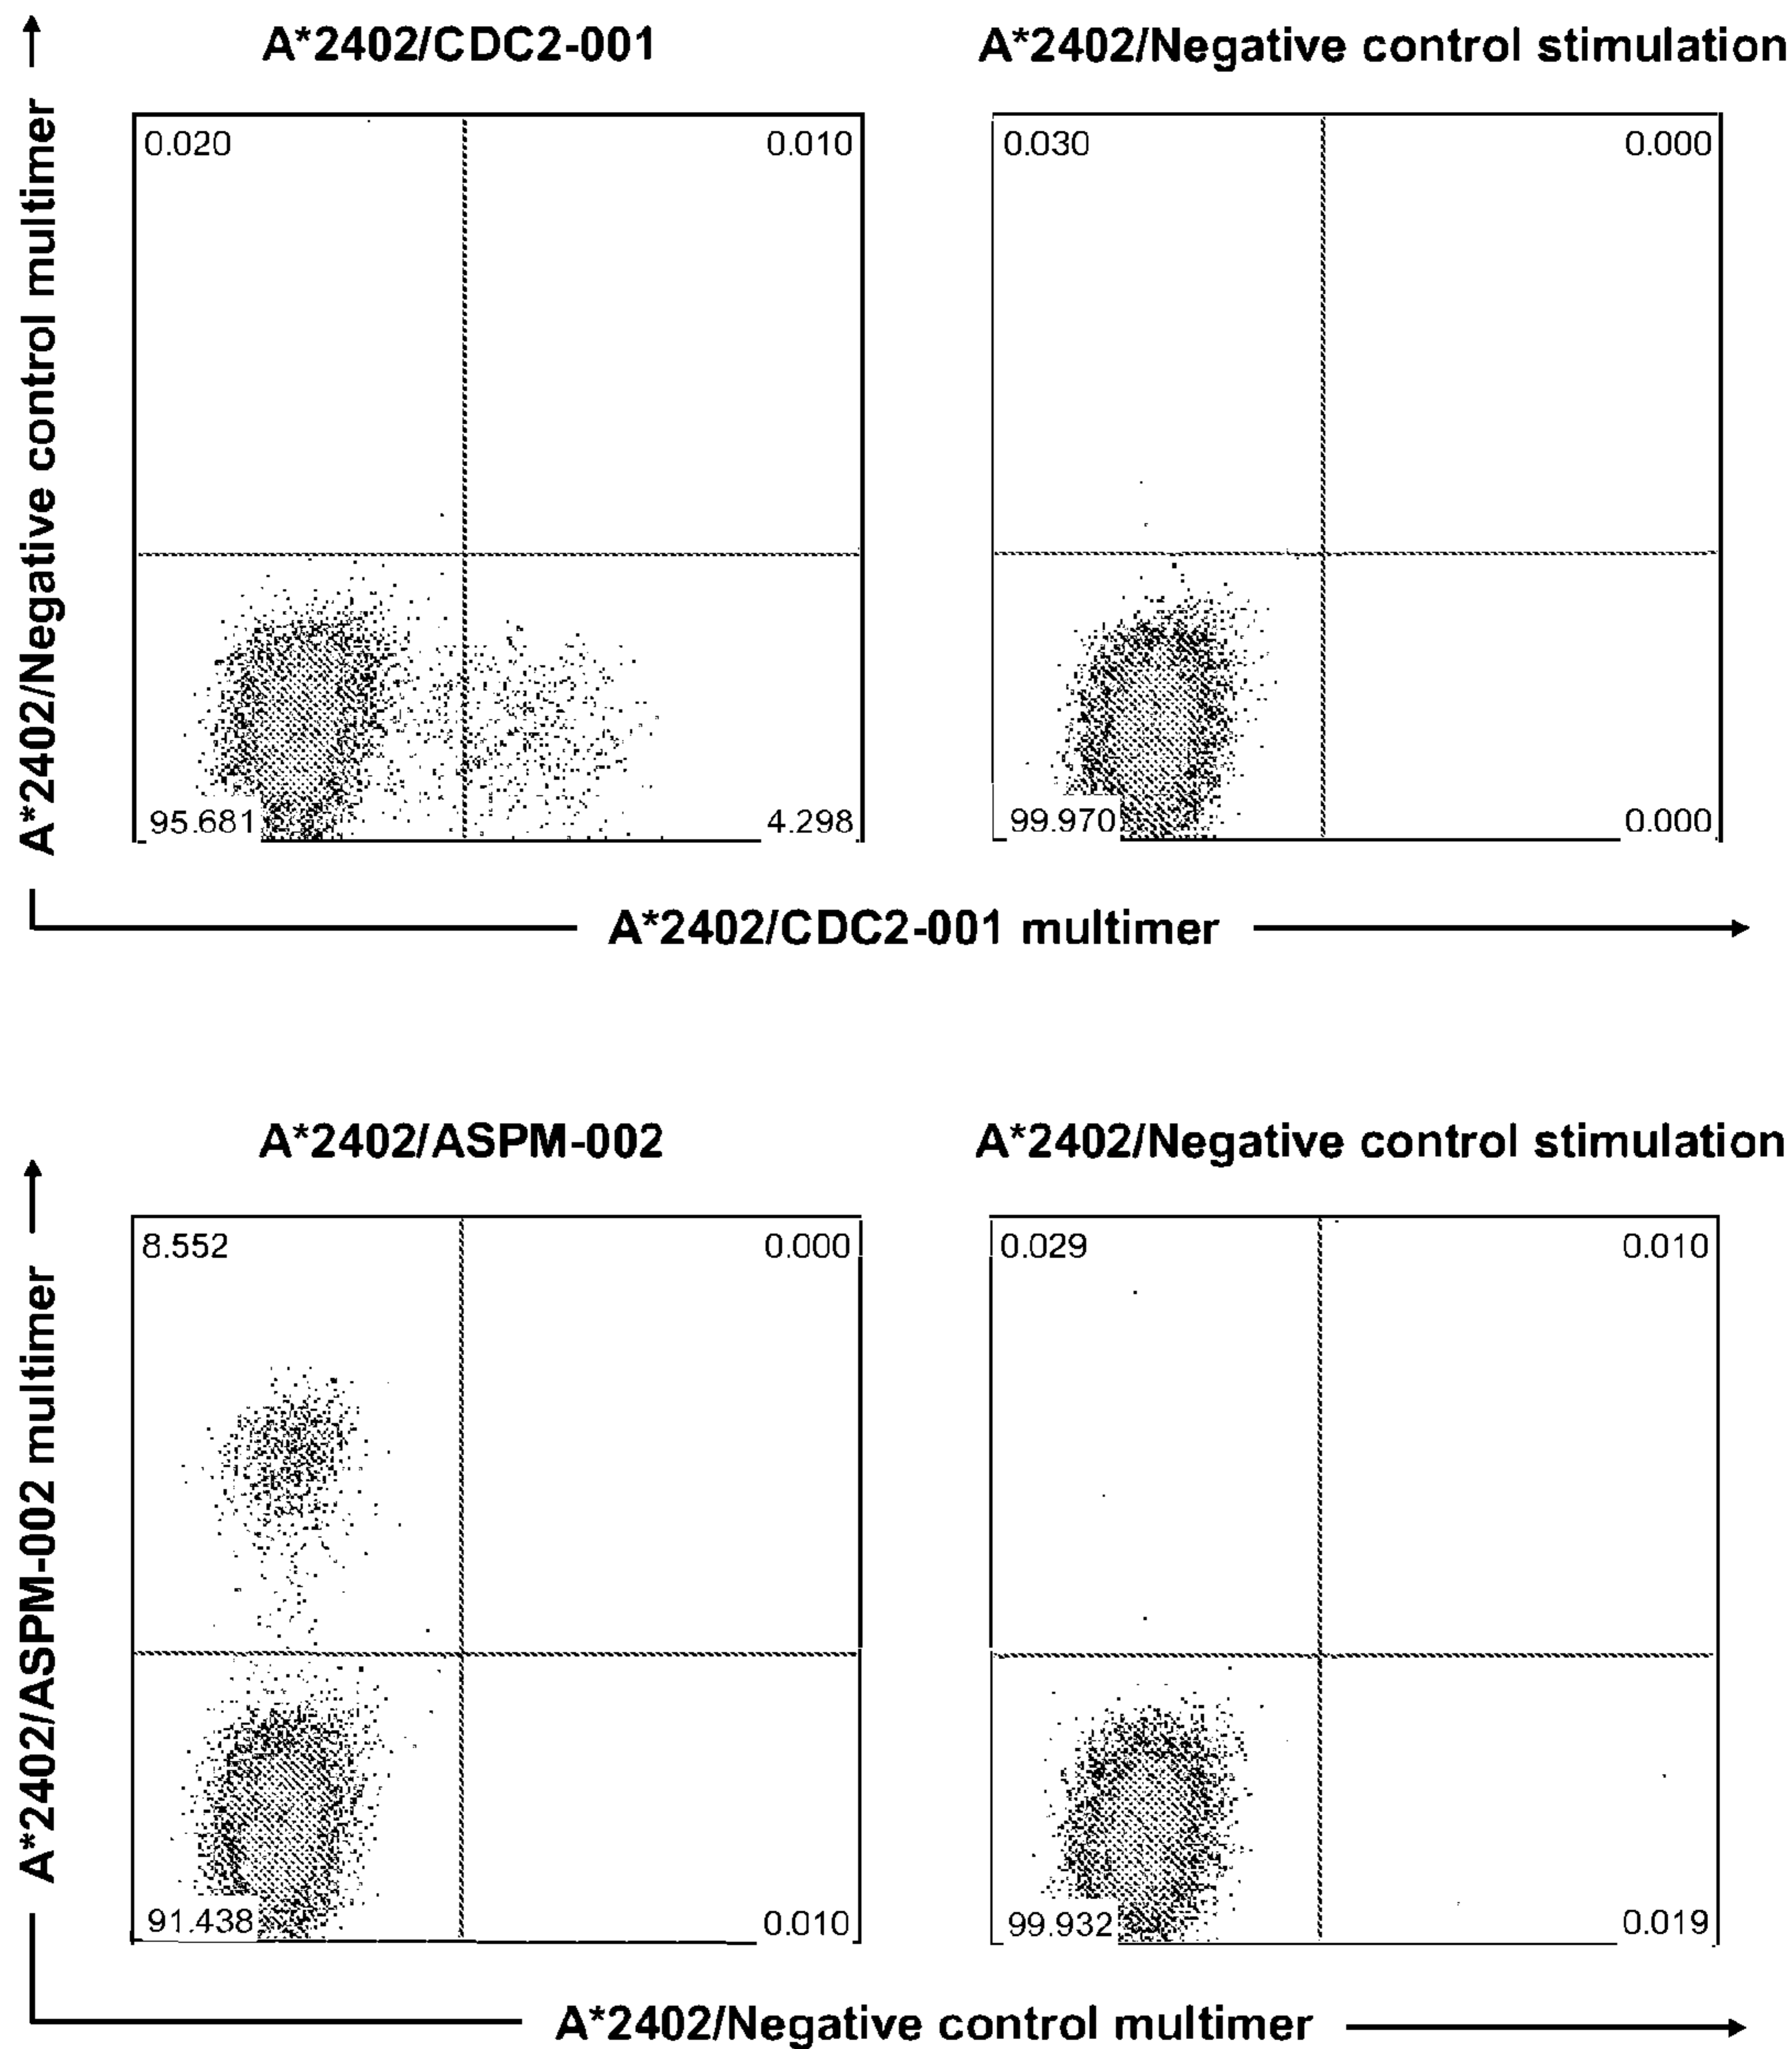 A*2402/CDC2-001
A*2402/Negative control stimulation
A*2402/Negative control multimer
0.020
0.010
95.681
4.298
0.030
0.000
99.970
0.000
A*2402/CDC2-001 multimer
A*2402/ASPM-002
A*2402/Negative control stimulation
A*2402/ASPM-002 multimer
8.552
0.000
91.438
0.010
0.029
0.010
99.932
0.019
A*2402/Negative control multimer